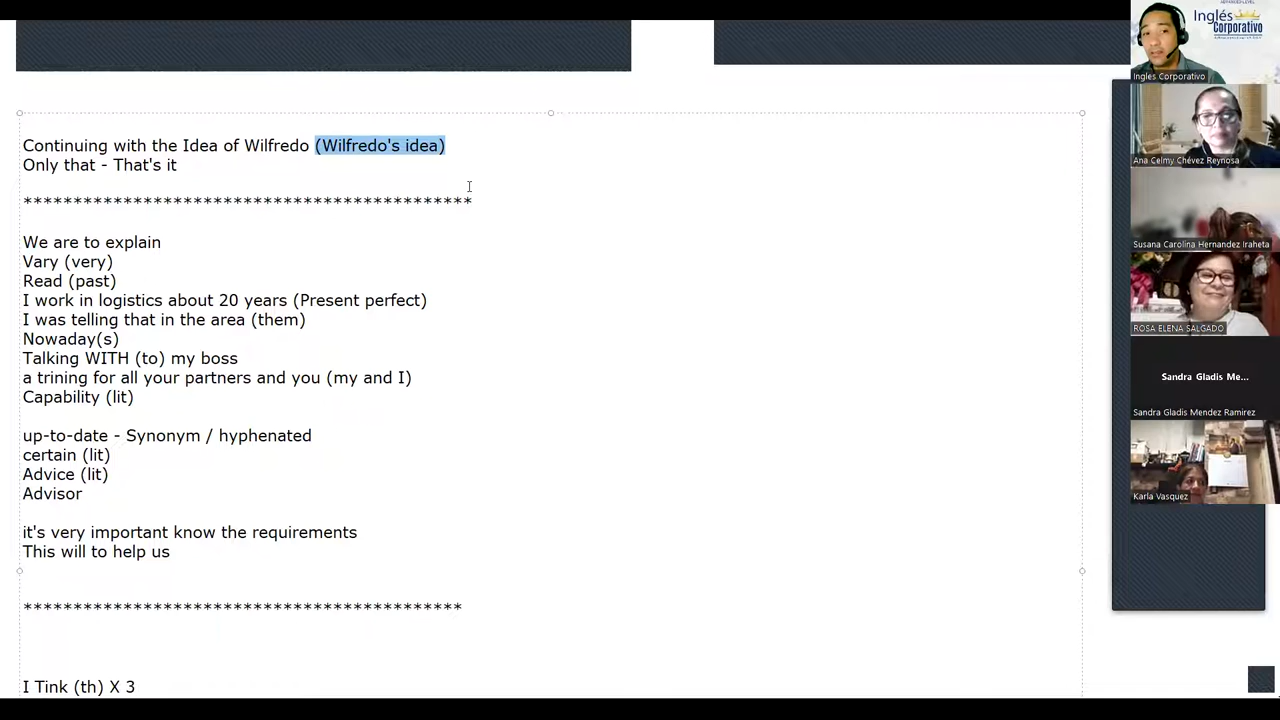 Continuing with the Idea of Wilfredo (Wilfredo's idea)
Only that - That's it
*********************************************
We are to explain
Vary (very)
Read (past)
I work in logistics about 20 years (Present perfect)
I was telling that in the area (them)
Nowaday(s)
Talking WITH (to) my boss
a trining for all your partners and you (my and I)
Capability (lit)
up-to-date - Synonym / hyphenated
certain (lit)
Advice (lit)
Advisor
it's very important know the requirements
This will to help us
********************************************
I Tink (th) X 3
Inglés
Corporativo
Ingles Corporativo
Ana Celmy Chévez Reynosa
Susana Carolina Hernandez Iraheta
ROSA ELENA SALGADO
Sandra Gladis Me...
Sandra Gladis Mendez Ramirez
Karla Vasquez